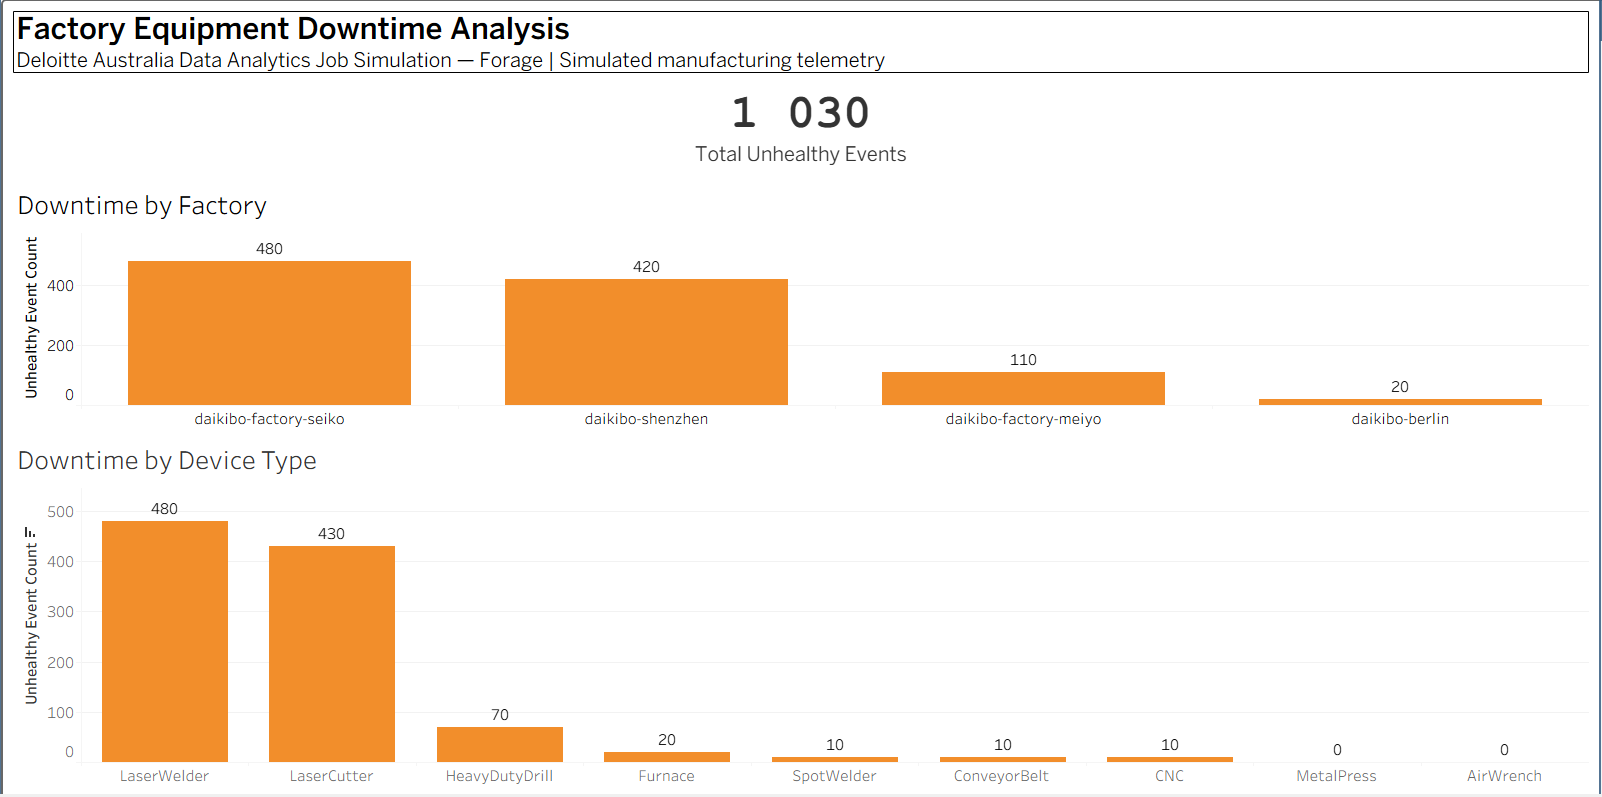 Factory Equipment Downtime Analysis
Deloitte Australia Data Analytics Job Simulation — Forage | Simulated manufacturing telemetry
1 030
Total Unhealthy Events
Downtime by Factory
Unhealthy Event Count
400
200
0
480
420
110
20
daikibo-factory-seiko
daikibo-shenzhen
daikibo-factory-meiyo
daikibo-berlin
Downtime by Device Type
Unhealthy Event Count
500
400
300
200
100
0
480
430
70
20
10
10
10
0
0
LaserWelder
LaserCutter
HeavyDutyDrill
Furnace
SpotWelder
ConveyorBelt
CNC
MetalPress
AirWrench